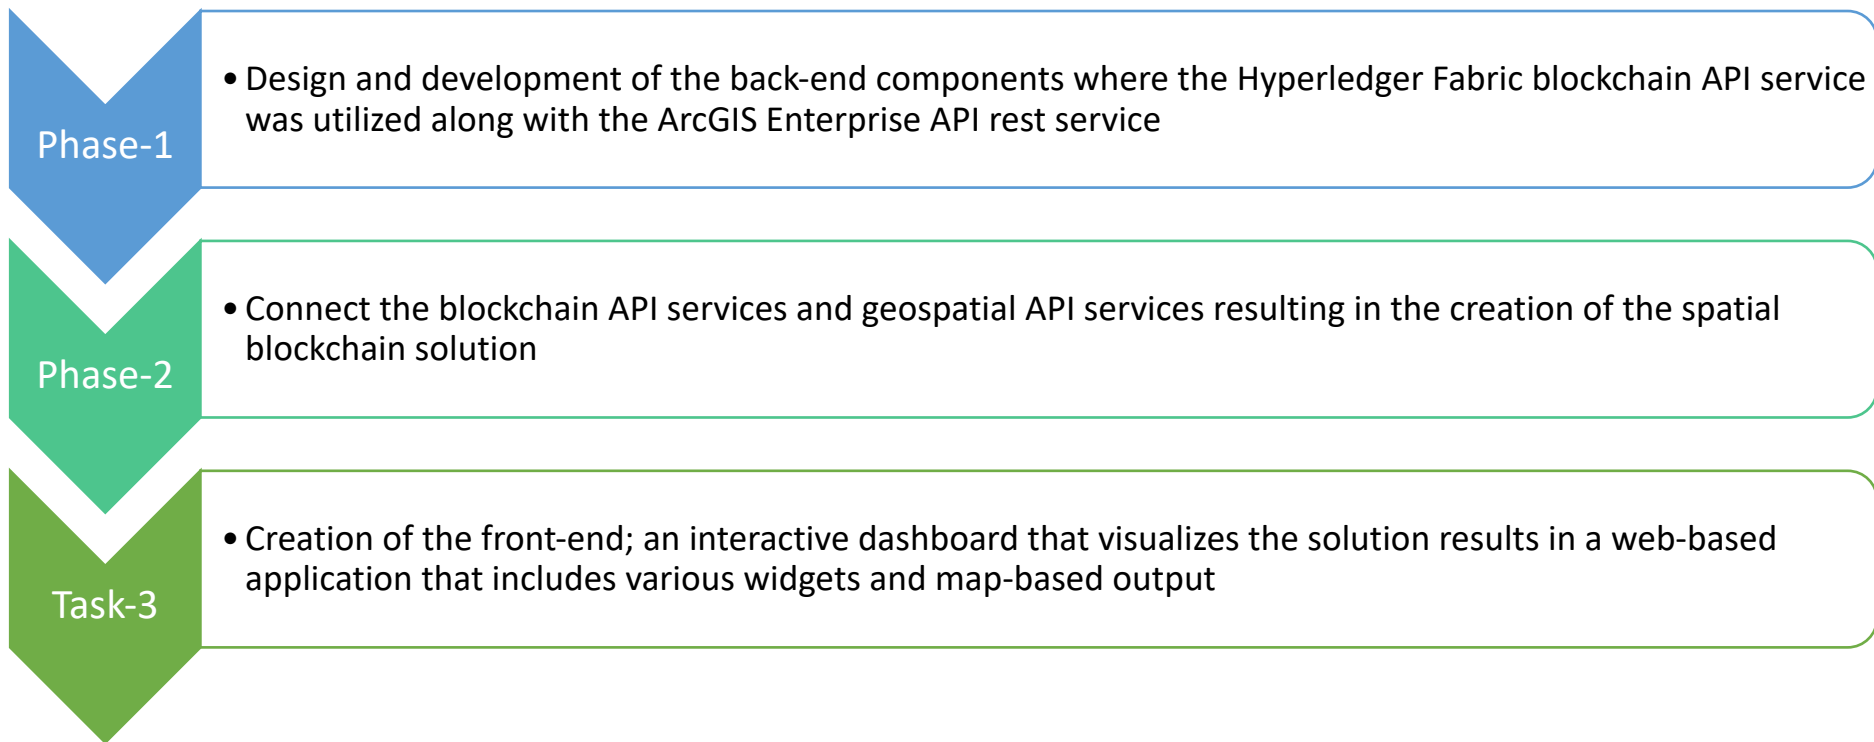 Phase-1
• Design and development of the back-end components where the Hyperledger Fabric blockchain API service
was utilized along with the ArcGIS Enterprise API rest service
Phase-2
• Connect the blockchain API services and geospatial API services resulting in the creation of the spatial
blockchain solution
Task-3
• Creation of the front-end; an interactive dashboard that visualizes the solution results in a web-based
application that includes various widgets and map-based output